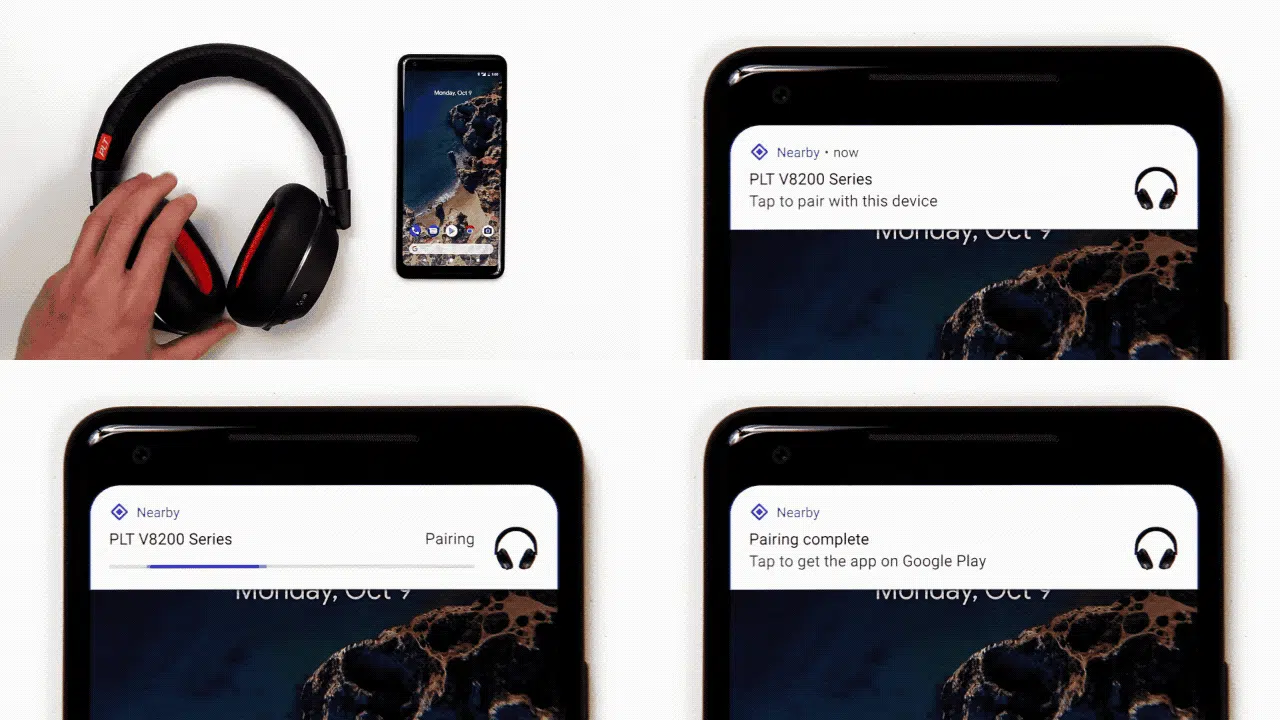 PLT
Monday, Oct 9
Nearby • now
PLT V8200 Series
Tap to pair with this device
Monday, Oct 9
Nearby
PLT V8200 Series
Pairing
Monday, Oct 9
Nearby
Pairing complete
Tap to get the app on Google Play
Monday, Oct 9